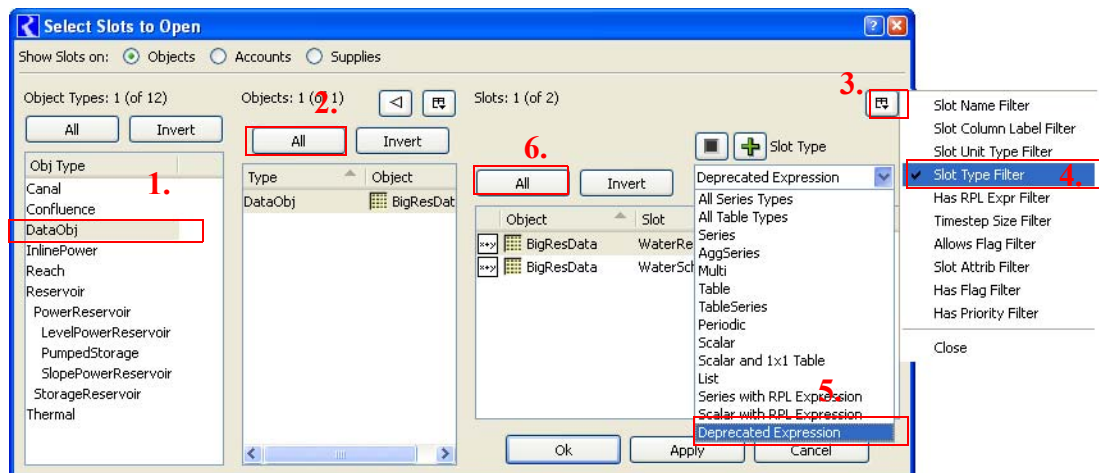 Select Slots to Open
Show Slots on: Objects Accounts Supplies
Object Types: 1 (of 12)
All Invert
Obj Type
1.
Canal
Confluence
DataObj
InlinePower
Reach
Reservoir
PowerReservoir
LevelPowerReservoir
PumpedStorage
SlopePowerReservoir
StorageReservoir
Thermal
Objects: 1 (of 1)
2.
All Invert
Type Object
DataObj BigResDat
Slots: 1 (of 2)
3.
6.
Slot Type
All Invert
Deprecated Expression
Object Slot
x+y BigResData WaterRe
x+y BigResData WaterSch
All Series Types
All Table Types
Series
AggSeries
Multi
Table
TableSeries
Periodic
Scalar
Scalar and 1x1 Table
List
5.
Series with RPL Expression
Scalar with RPL Expression
Deprecated Expression
Ok Apply Cancel
Slot Name Filter
Slot Column Label Filter
Slot Unit Type Filter
Slot Type Filter
4.
Has RPL Expr Filter
Timestep Size Filter
Allows Flag Filter
Slot Attrib Filter
Has Flag Filter
Has Priority Filter
Close